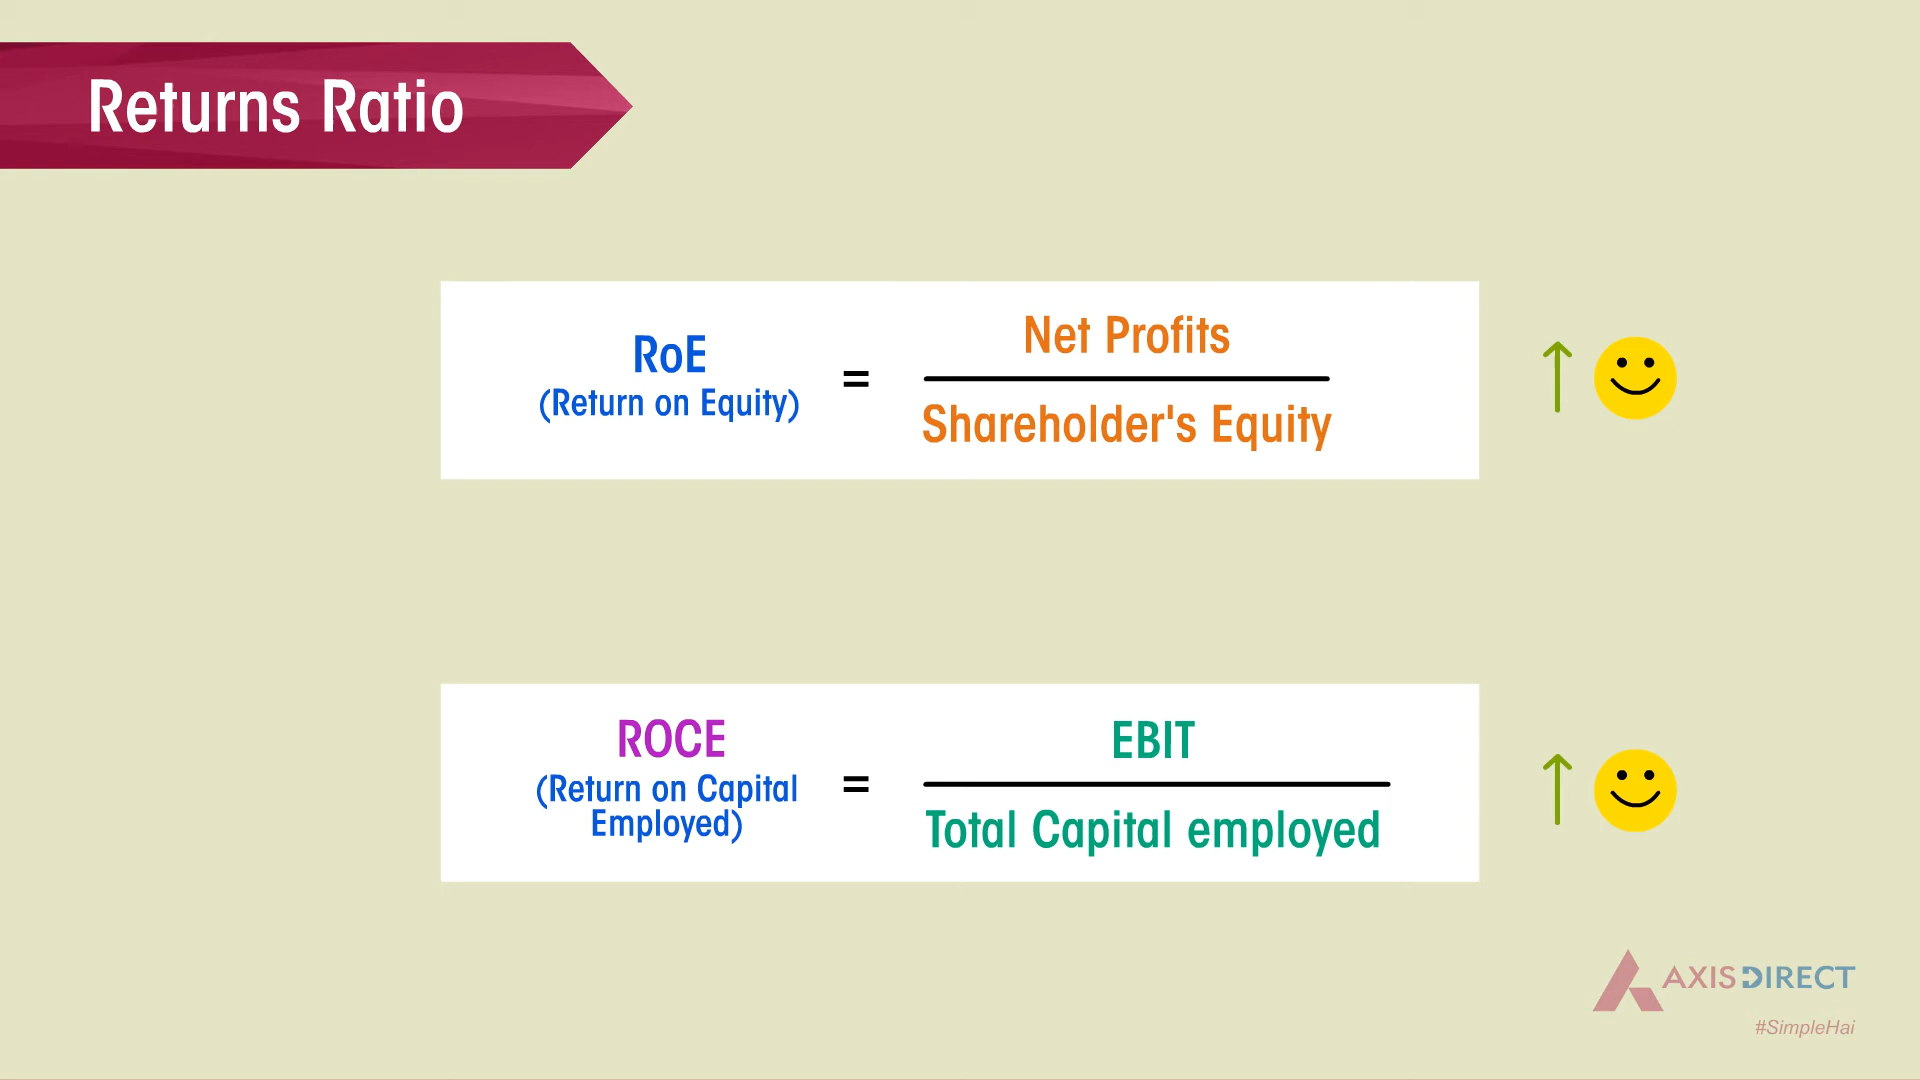 Returns Ratio
RoE
(Return on Equity)
=
Net Profits
Shareholder's Equity
ROCE
(Return on Capital
Employed)
=
EBIT
Total Capital employed
AXIS DIRECT
#SimpleHai